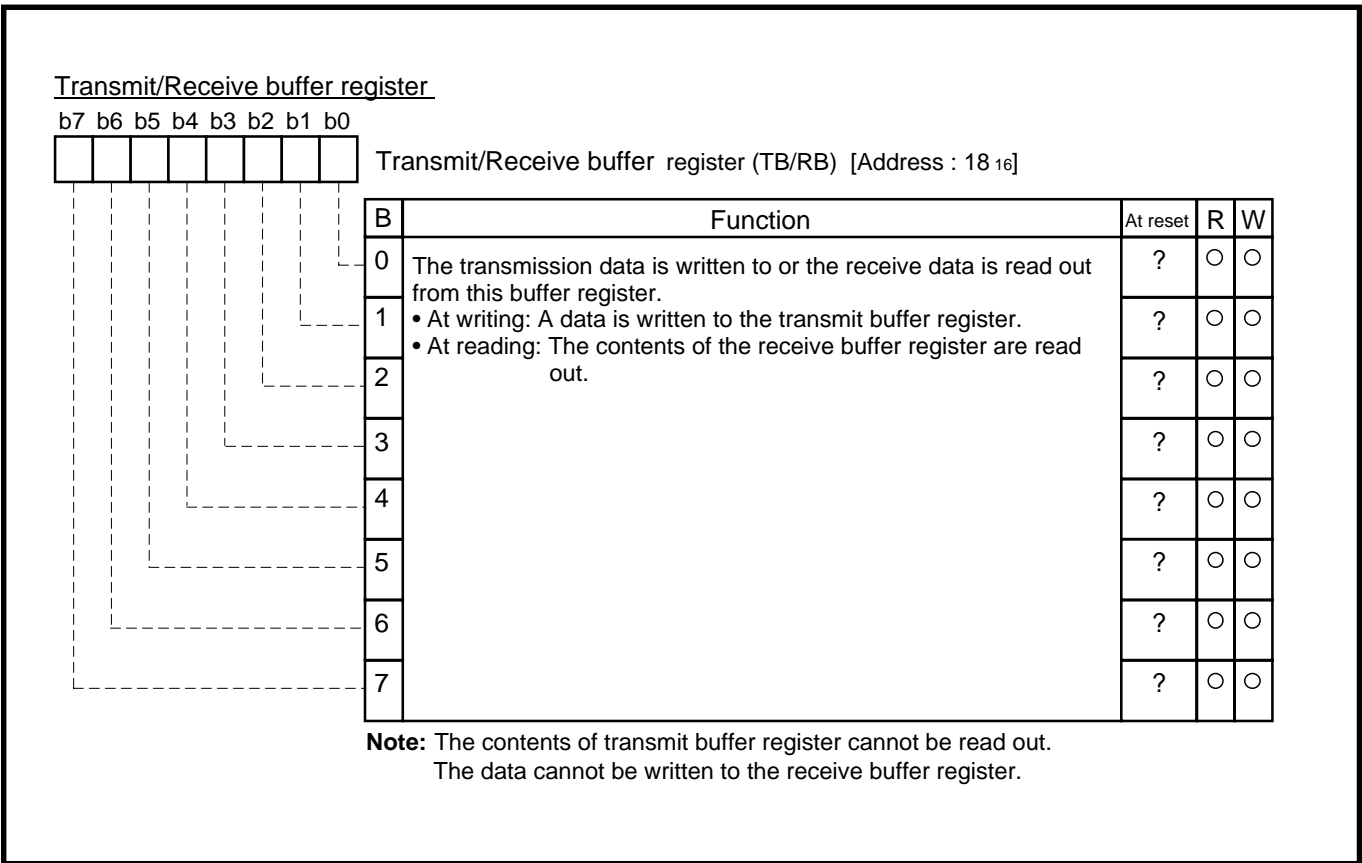 Transmit/Receive buffer register
b7 b6 b5 b4 b3 b2 b1 b0
Transmit/Receive buffer register (TB/RB) [Address : 18 16]
B Function At reset R W
0 The transmission data is written to or the receive data is read out ? ○ ○
from this buffer register.
1 • At writing: A data is written to the transmit buffer register. ? ○ ○
• At reading: The contents of the receive buffer register are read
2 out. ? ○ ○
3 ? ○ ○
4 ? ○ ○
5 ? ○ ○
6 ? ○ ○
7 ? ○ ○
Note: The contents of transmit buffer register cannot be read out.
The data cannot be written to the receive buffer register.